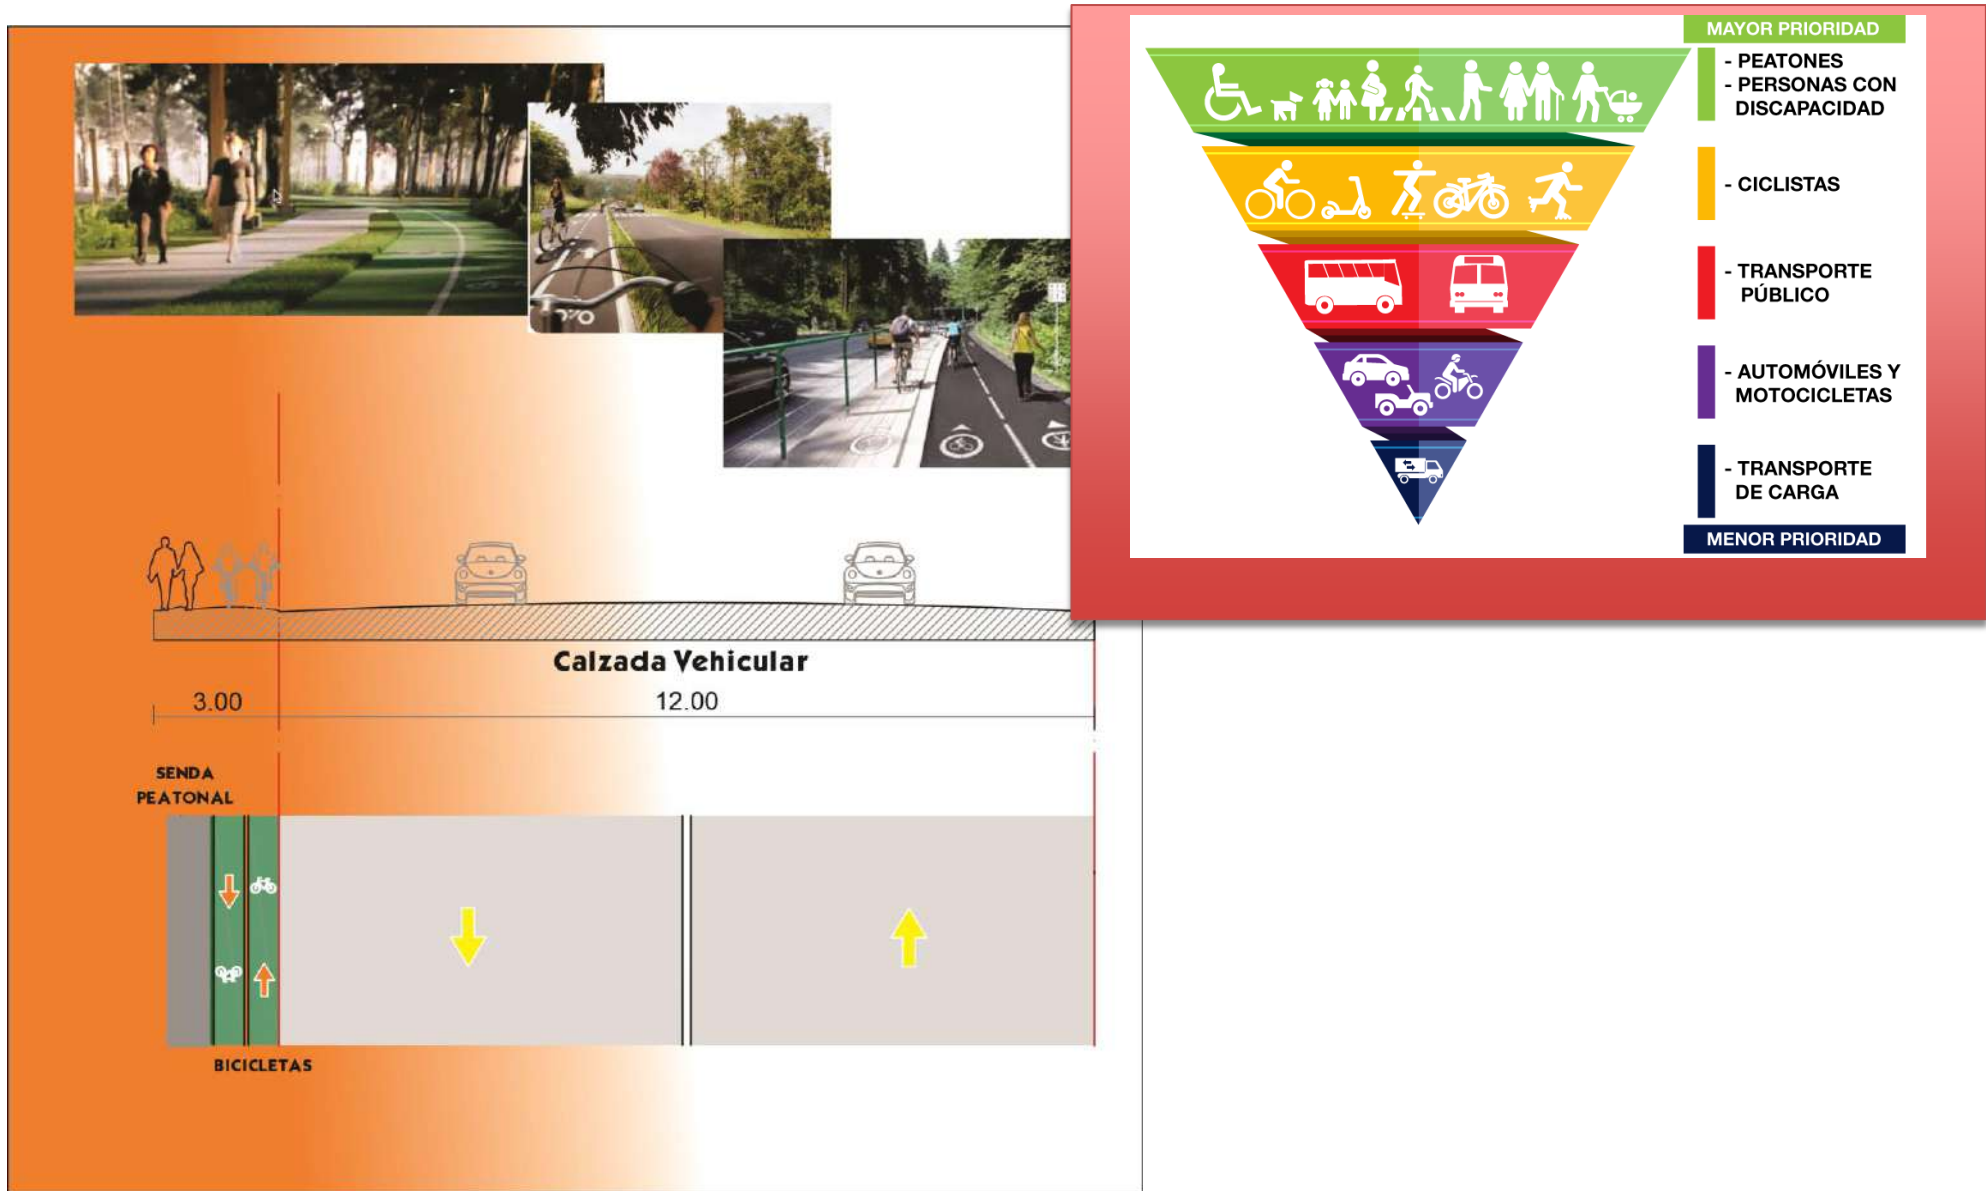 MAYOR PRIORIDAD
- PEATONES
- PERSONAS CON
DISCAPACIDAD
- CICLISTAS
- TRANSPORTE
PÚBLICO
- AUTOMÓVILES Y
MOTOCICLETAS
- TRANSPORTE
DE CARGA
MENOR PRIORIDAD
Calzada Vehicular
3.00
12.00
SENDA
PEATONAL
BICICLETAS